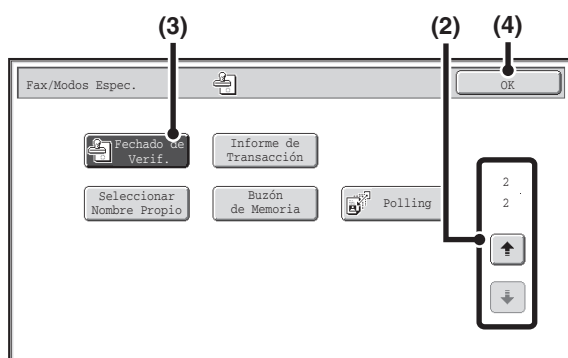 (3) (2) (4)
Fax/Modos Espec. OK
Fechado de
Verif.
Informe de
Transacción
2
2
Seleccionar
Nombre Propio
Buzón
de Memoria
Polling